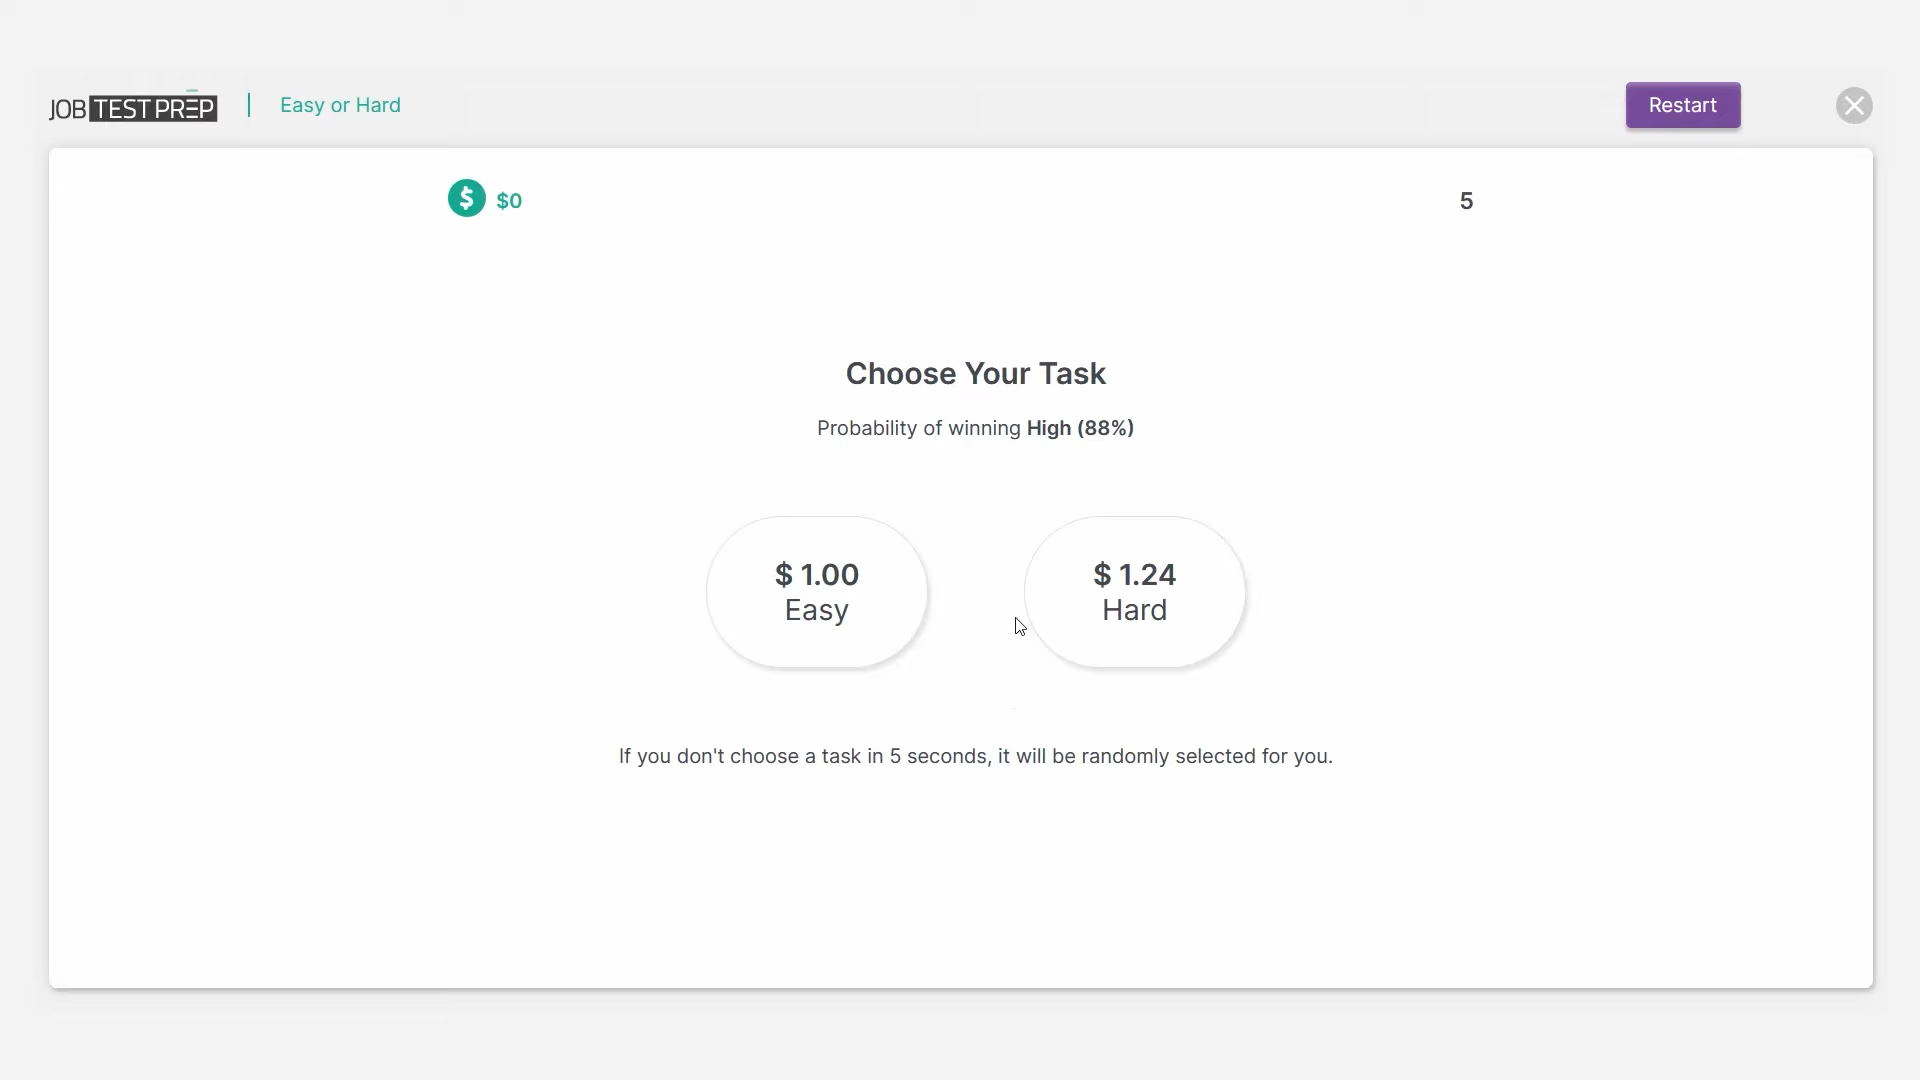 JOB TEST PREP
Easy or Hard
Restart
$0
5
Choose Your Task
Probability of winning High (88%)
$ 1.00
Easy
$ 1.24
Hard
If you don't choose a task in 5 seconds, it will be randomly selected for you.